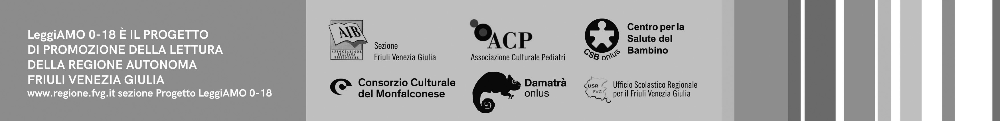 LeggiAMO 0-18 È IL PROGETTO
DI PROMOZIONE DELLA LETTURA
DELLA REGIONE AUTONOMA
FRIULI VENEZIA GIULIA
www.regione.fvg.it sezione Progetto LeggiAMO 0-18
AIB
ASSOCIAZIONE
ITALIANA
BIBLIOTECHE
Sezione
Friuli Venezia Giulia
ACP
Associazione Culturale Pediatri
CSB onlus
Centro per la
Salute del
Bambino
Consorzio Culturale
del Monfalconese
Damatrà
onlus
USR
FVG
Ufficio Scolastico Regionale
per il Friuli Venezia Giulia